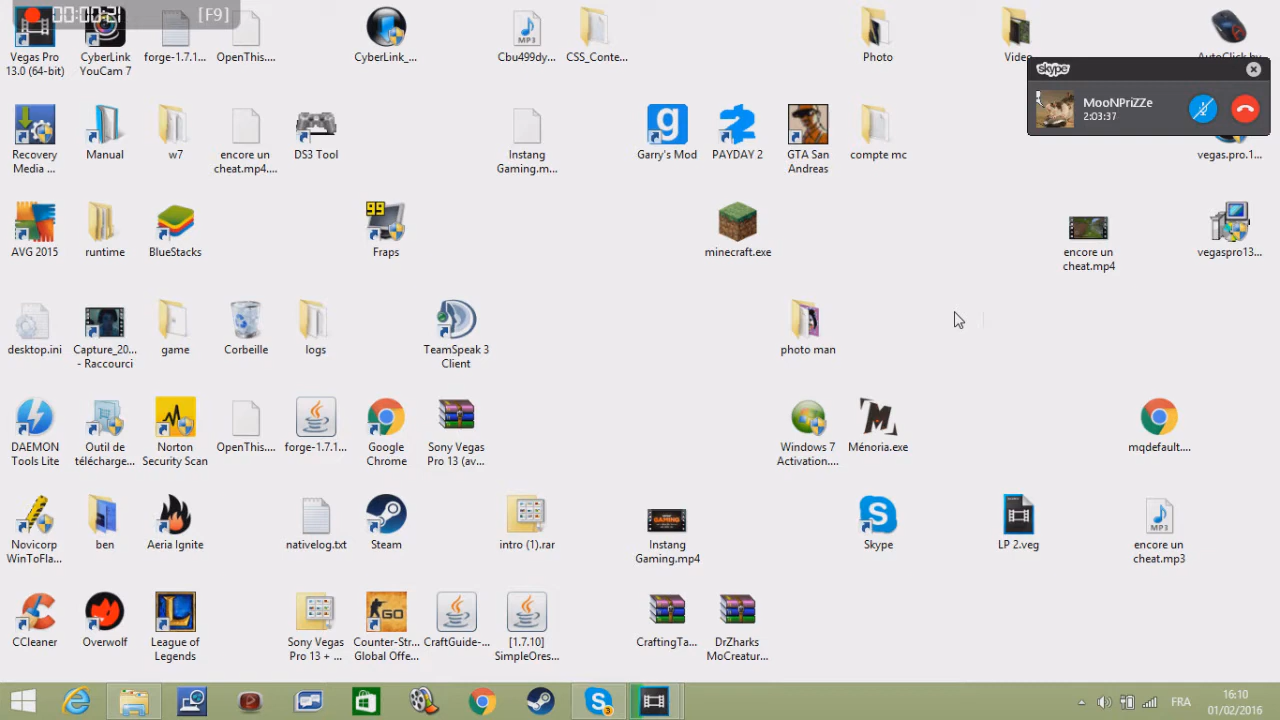 00:00:21 [F9]
Vegas Pro
13.0 (64-bit)
CyberLink
YouCam 7
forge-1.7.1...
OpenThis....
CyberLink_...
MP3
Cbu499dy...
CSS_Conte...
Photo
Video
AutoClick by
skype
MooNPriZZe
2:03:37
Recovery
Media ...
Manual
w7
encore un
cheat.mp4....
DS3 Tool
Instang
Gaming.m...
Garry's Mod
PAYDAY 2
GTA San
Andreas
compte mc
vegas.pro.1...
AVG 2015
runtime
BlueStacks
99
Fraps
minecraft.exe
encore un
cheat.mp4
vegaspro13...
desktop.ini
Capture_20...
- Raccourci
game
Corbeille
logs
TeamSpeak 3
Client
photo man
DAEMON
Tools Lite
Outil de
télécharge...
Norton
Security Scan
OpenThis....
forge-1.7.1...
Google
Chrome
Sony Vegas
Pro 13 (av...
Windows 7
Activation....
Ménoria.exe
mqdefault....
Novicorp
WinToFla...
ben
Aeria Ignite
nativelog.txt
Steam
intro (1).rar
Instang
Gaming.mp4
Skype
LP 2.veg
MP3
encore un
cheat.mp3
CCleaner
Overwolf
League of
Legends
Sony Vegas
Pro 13 + ...
GO
Counter-Str...
Global Offe...
CraftGuide-...
[1.7.10]
SimpleOres...
CraftingTa...
DrZharks
MoCreatur...
3
FRA
16:10
01/02/2016